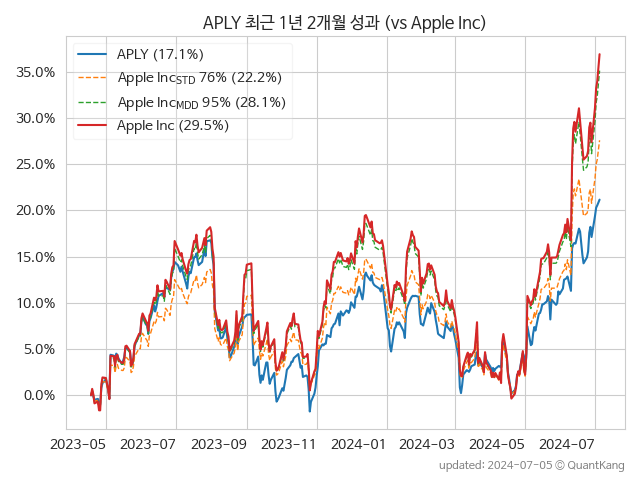 APLY 최근 1년 2개월 성과 (vs Apple Inc)
APLY (17.1%)
Apple IncSTD 76% (22.2%)
Apple IncMDD 95% (28.1%)
Apple Inc (29.5%)
35.0%
30.0%
25.0%
20.0%
15.0%
10.0%
5.0%
0.0%
2023-05 2023-07 2023-09 2023-11 2024-01 2024-03 2024-05 2024-07
updated: 2024-07-05 © QuantKang